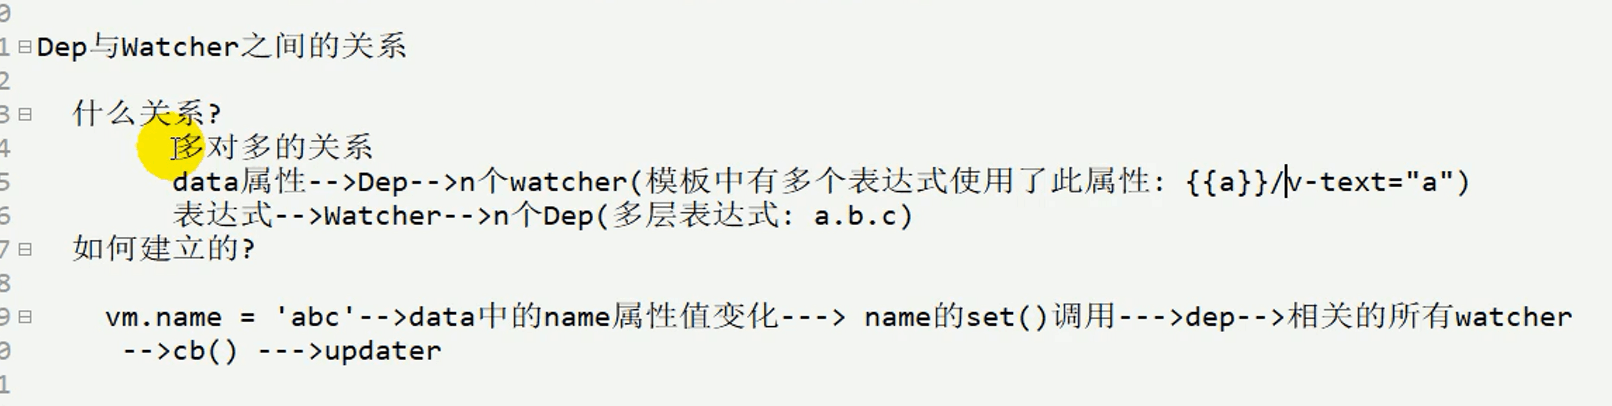 0
1 Dep与Watcher之间的关系
2
3 什么关系?
4 多对多的关系
5 data属性-->Dep-->n个watcher(模板中有多个表达式使用了此属性: {{a}}/v-text="a")
6 表达式-->Watcher-->n个Dep(多层表达式: a.b.c)
7 如何建立的?
8
9 vm.name = 'abc'-->data中的name属性值变化---> name的set()调用--->dep-->相关的所有watcher
0 -->cb() --->updater
1